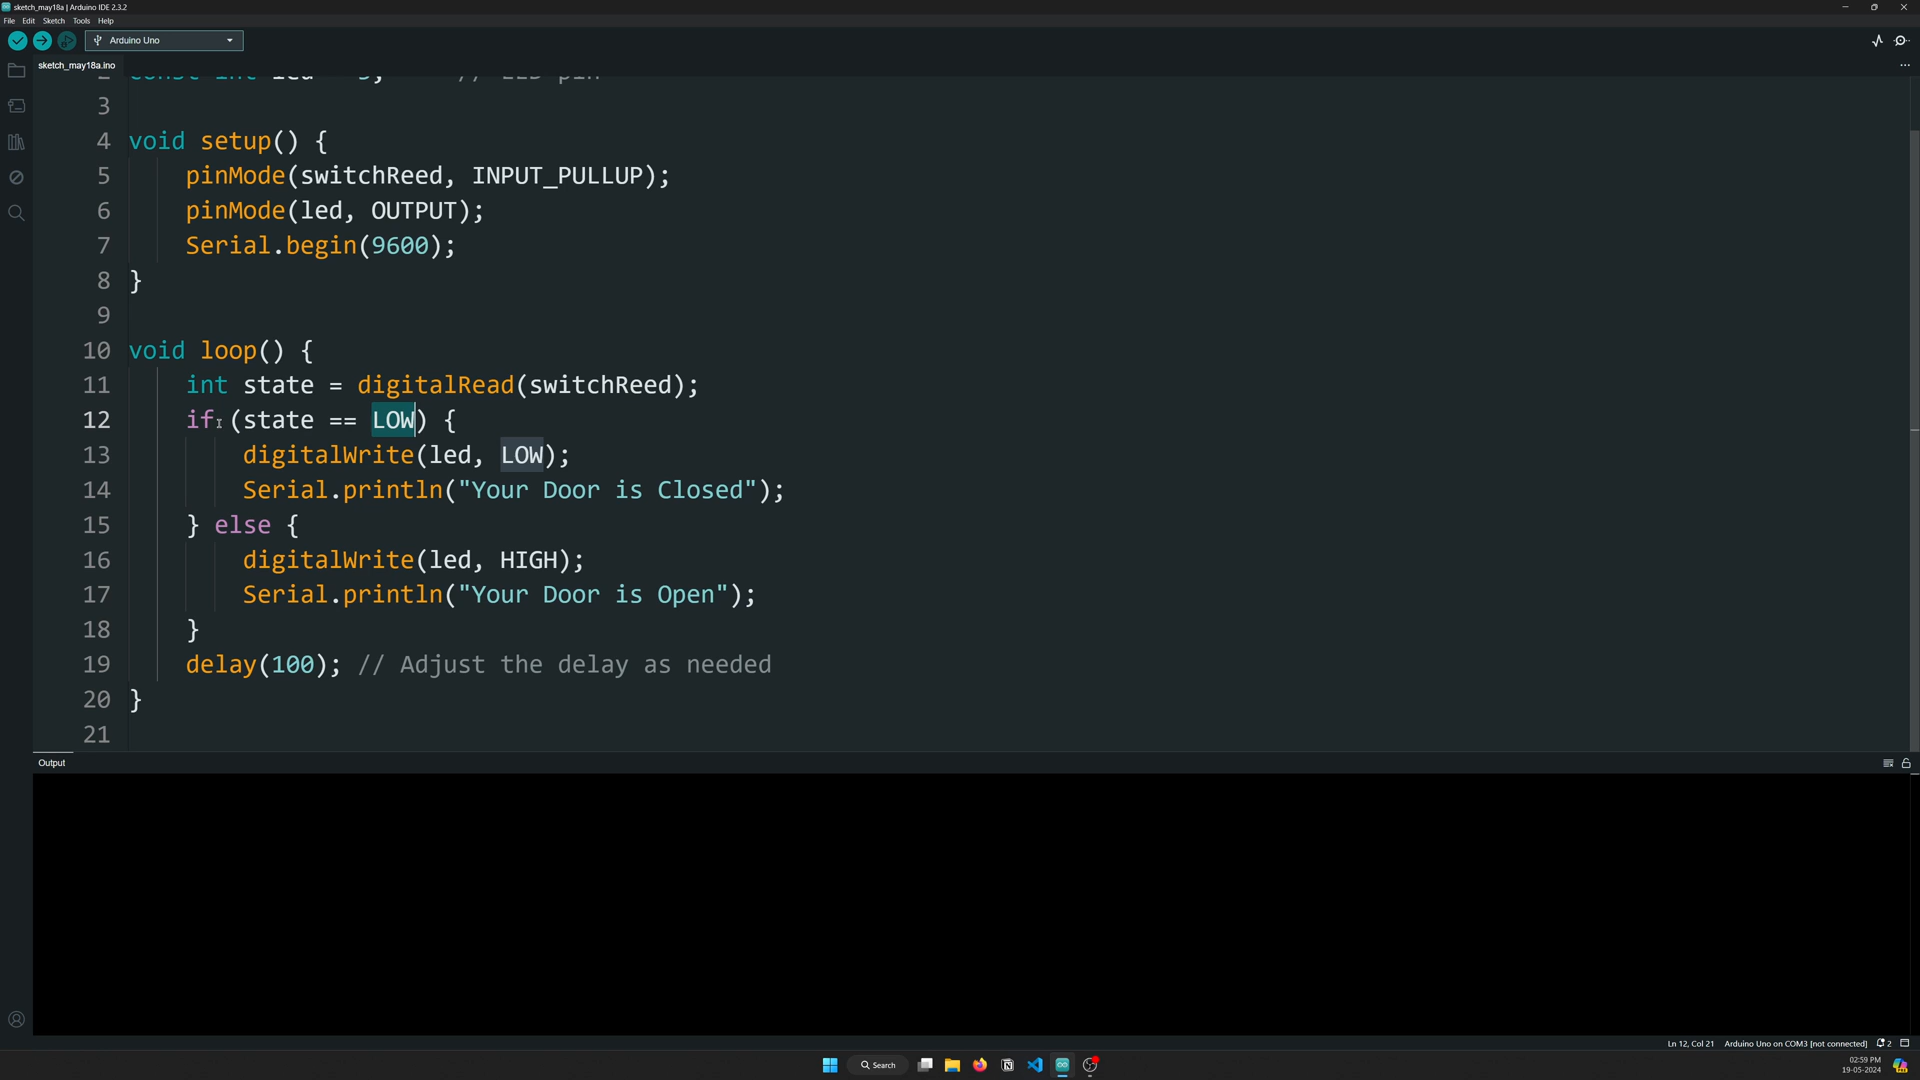 sketch_may18a | Arduino IDE 2.3.2
File Edit Sketch Tools Help
Arduino Uno
sketch_may18a.ino
...
2 const int led = 9; // LED pin
3
4 void setup() {
5 pinMode(switchReed, INPUT_PULLUP);
6 pinMode(led, OUTPUT);
7 Serial.begin(9600);
8 }
9
10 void loop() {
11 int state = digitalRead(switchReed);
12 if (state == LOW) {
13 digitalWrite(led, LOW);
14 Serial.println("Your Door is Closed");
15 } else {
16 digitalWrite(led, HIGH);
17 Serial.println("Your Door is Open");
18 }
19 delay(100); // Adjust the delay as needed
20 }
21
Output
Ln 12, Col 21 Arduino Uno on COM3 [not connected] 2
Search
02:59 PM
19-05-2024